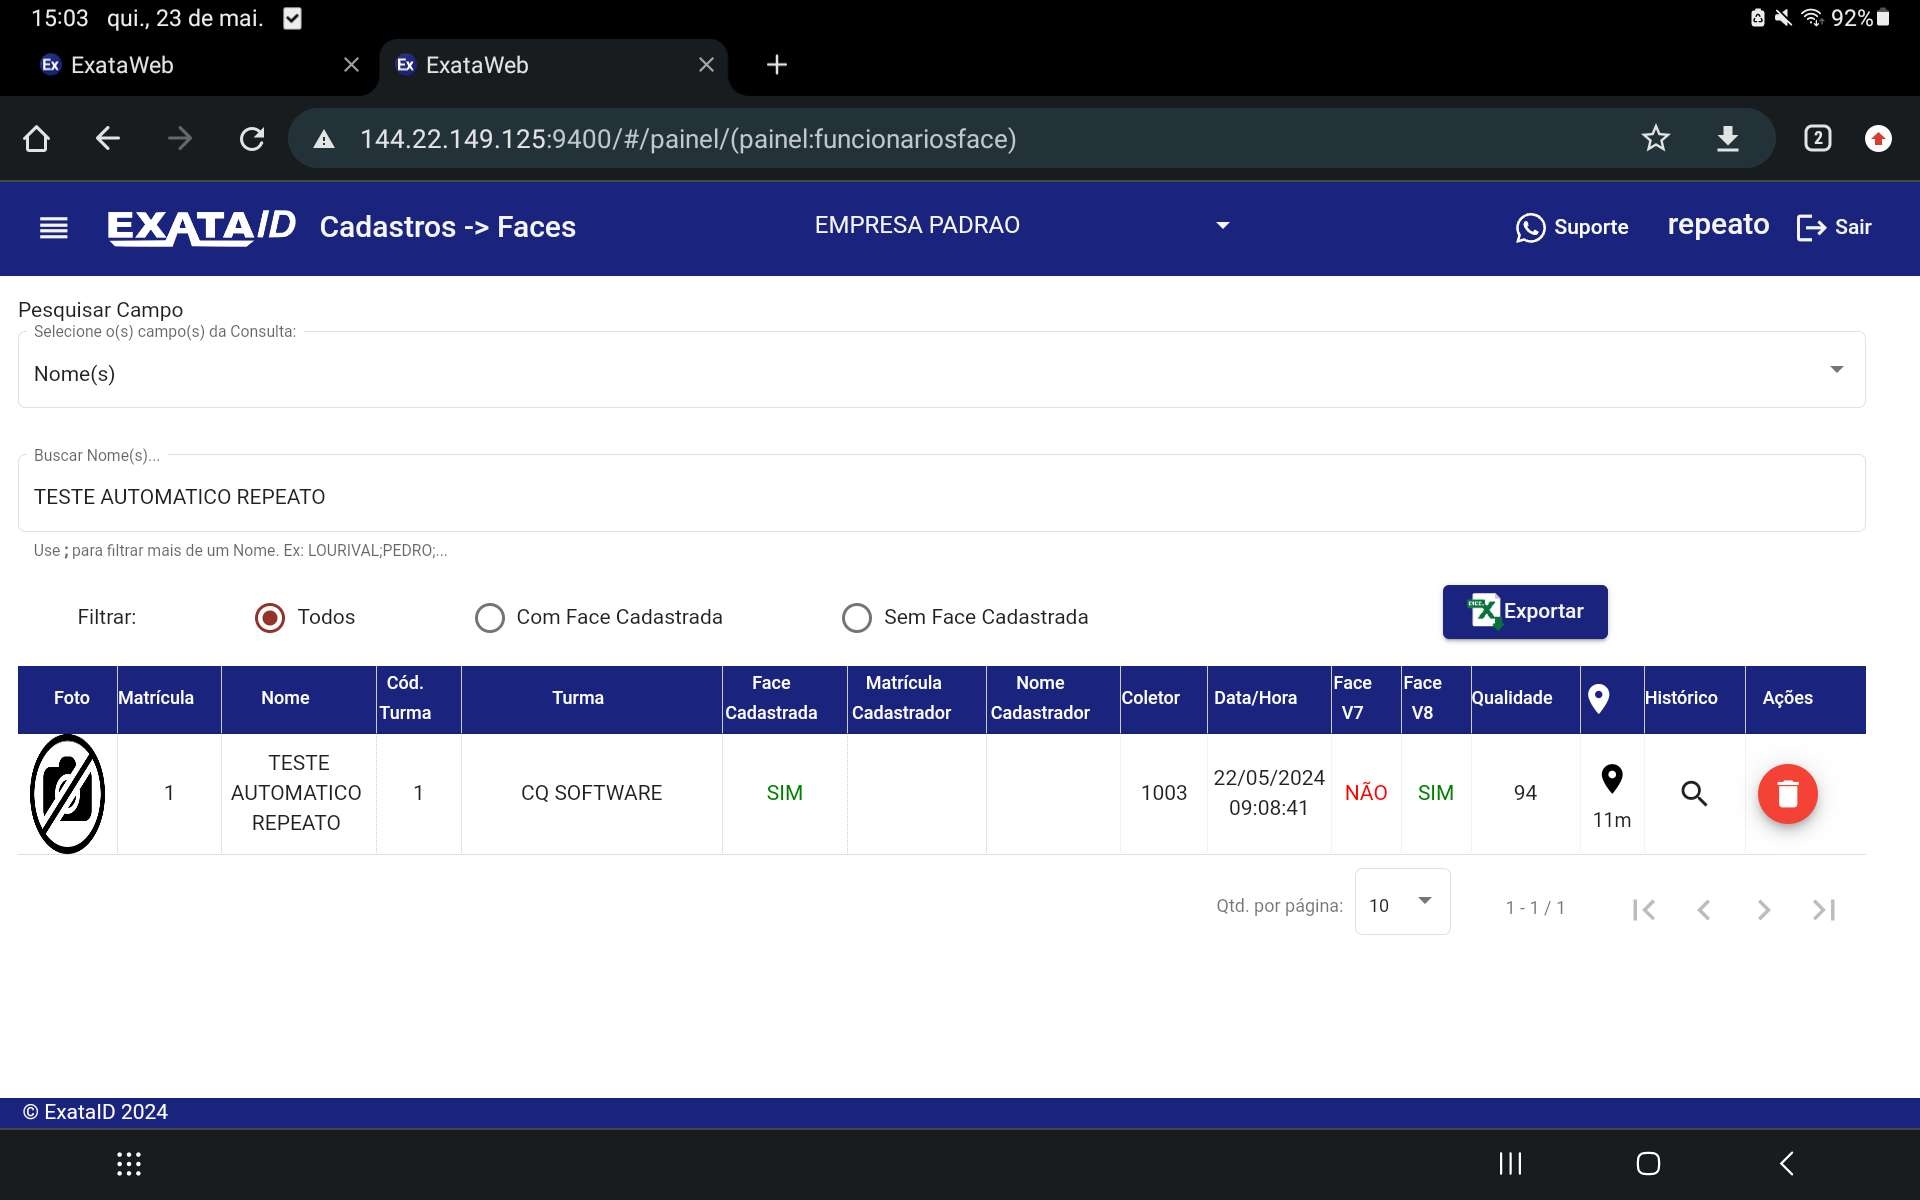 15:03 qui., 23 de mai. 92%
Ex ExataWeb Ex ExataWeb
144.22.149.125:9400/#/painel/(painel:funcionariosface) 2
EXATAID Cadastros -> Faces EMPRESA PADRAO Suporte repeato Sair
Pesquisar Campo
Selecione o(s) campo(s) da Consulta:
Nome(s)
Buscar Nome(s)...
TESTE AUTOMATICO REPEATO
Use ; para filtrar mais de um Nome. Ex: LOURIVAL;PEDRO;...
Filtrar: Todos Com Face Cadastrada Sem Face Cadastrada Exportar
Foto Matrícula Nome Cód. Turma Turma Face Cadastrada Matrícula Cadastrador Nome Cadastrador Coletor Data/Hora Face V7 Face V8 Qualidade Histórico Ações
1 TESTE AUTOMATICO REPEATO 1 CQ SOFTWARE SIM 1003 22/05/2024 09:08:41 NÃO SIM 94 11m
Qtd. por página: 10 1 - 1 / 1
© ExataID 2024